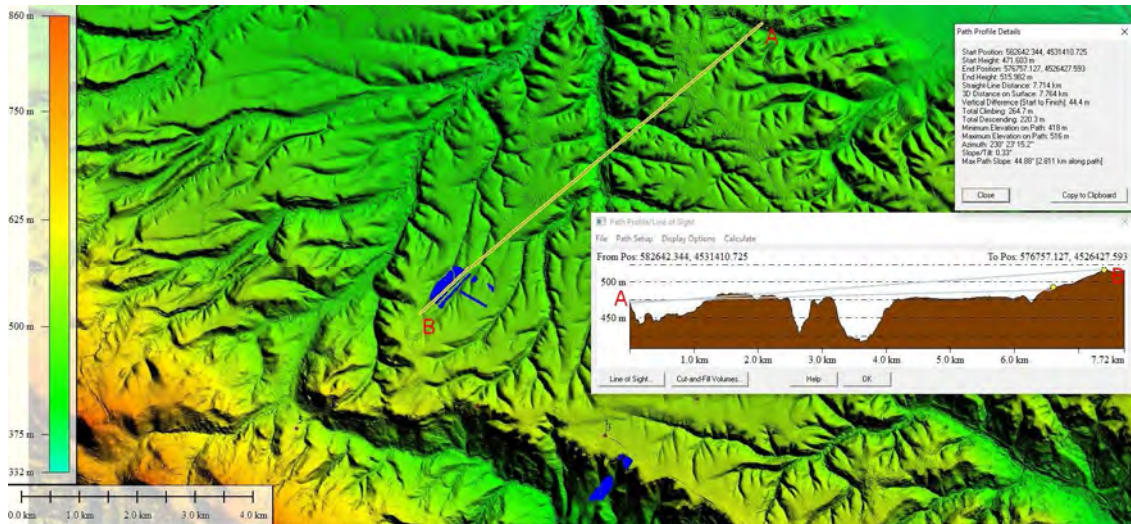 860 m
750 m
625 m
500 m
375 m
332 m
0.0 km 1.0 km 2.0 km 3.0 km 4.0 km
A
B
Path Profile Details
Start Position: 582642.344, 4531410.725
Start Height: 471.603 m
End Position: 576757.127, 4526427.593
End Height: 515.982 m
Straight-Line Distance: 7.714 km
3D Distance on Surface: 7.764 km
Vertical Difference (Start to Finish): 44.4 m
Total Climbing: 264.7 m
Total Descending: 220.3 m
Minimum Elevation on Path: 418 m
Maximum Elevation on Path: 516 m
Azimuth: 230° 23' 15.2"
Slope/Tilt: 0.33°
Max Path Slope: 44.88° [2.611 km along path]
Close Copy to Clipboard
Path Profile/Line of Sight
File Path Setup Display Options Calculate
From Pos: 582642.344, 4531410.725 To Pos: 576757.127, 4526427.593
500 m
A B
450 m
1.0 km 2.0 km 3.0 km 4.0 km 5.0 km 6.0 km 7.72 km
Line of Sight... Cut-and-Fill Volumes... Help OK